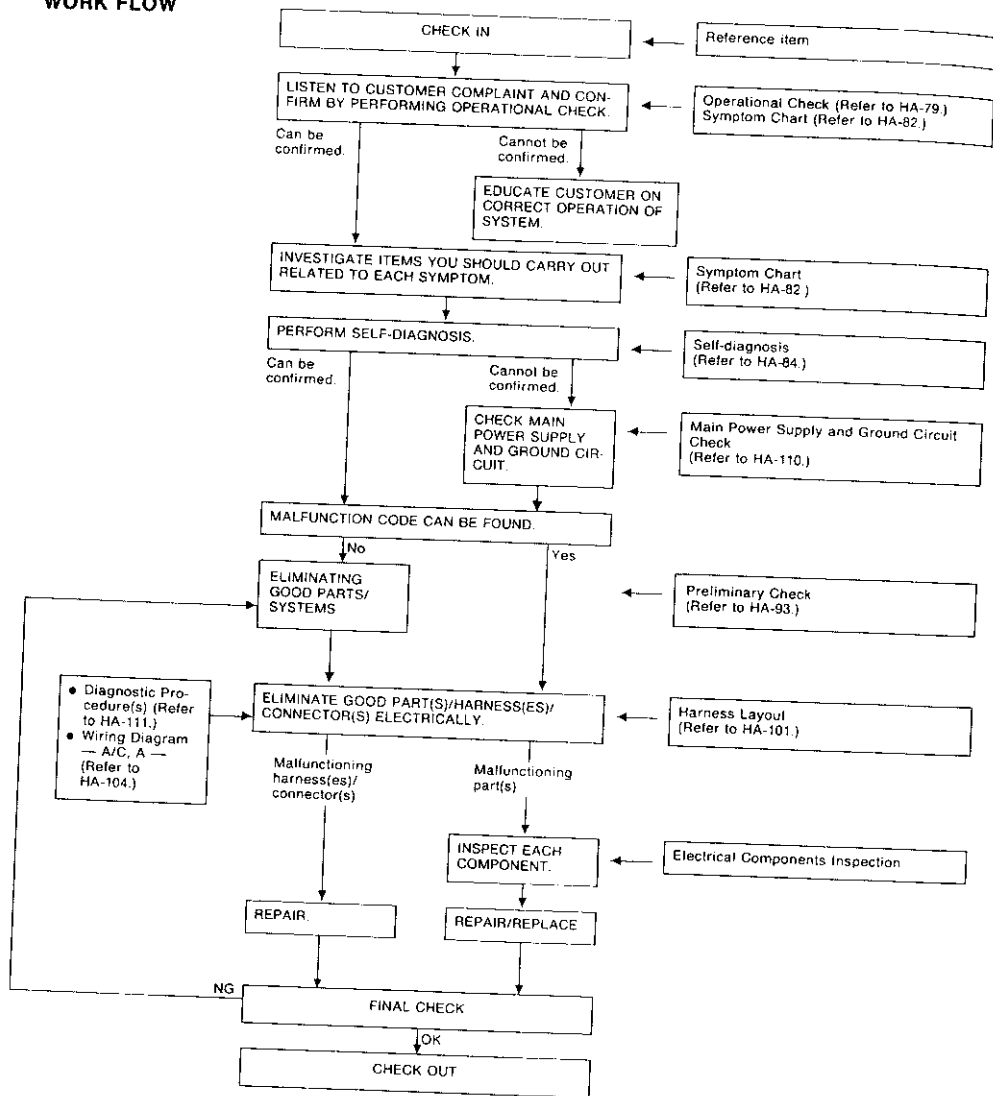 WORK FLOW
CHECK IN
Reference item
LISTEN TO CUSTOMER COMPLAINT AND CON-
FIRM BY PERFORMING OPERATIONAL CHECK.
Operational Check (Refer to HA-79.)
Symptom Chart (Refer to HA-82.)
Can be
confirmed.
Cannot be
confirmed.
EDUCATE CUSTOMER ON
CORRECT OPERATION OF
SYSTEM.
INVESTIGATE ITEMS YOU SHOULD CARRY OUT
RELATED TO EACH SYMPTOM.
Symptom Chart
(Refer to HA-82 )
PERFORM SELF-DIAGNOSIS.
Self-diagnosis
(Refer to HA-84.)
Can be
confirmed.
Cannot be
confirmed.
CHECK MAIN
POWER SUPPLY
AND GROUND CIR-
CUIT.
Main Power Supply and Ground Circuit
Check
(Refer to HA-110.)
MALFUNCTION CODE CAN BE FOUND.
No
Yes
ELIMINATING
GOOD PARTS/
SYSTEMS
Preliminary Check
(Refer to HA-93.)
● Diagnostic Pro-
cedure(s) (Refer
to HA-111.)
● Wiring Diagram
— A/C, A —
(Refer to
HA-104.)
ELIMINATE GOOD PART(S)/HARNESS(ES)/
CONNECTOR(S) ELECTRICALLY.
Harness Layout
(Refer to HA-101.)
Malfunctioning
harness(es)/
connector(s)
Malfunctioning
part(s)
INSPECT EACH
COMPONENT.
Electrical Components Inspection
REPAIR.
REPAIR/REPLACE
NG
FINAL CHECK
OK
CHECK OUT